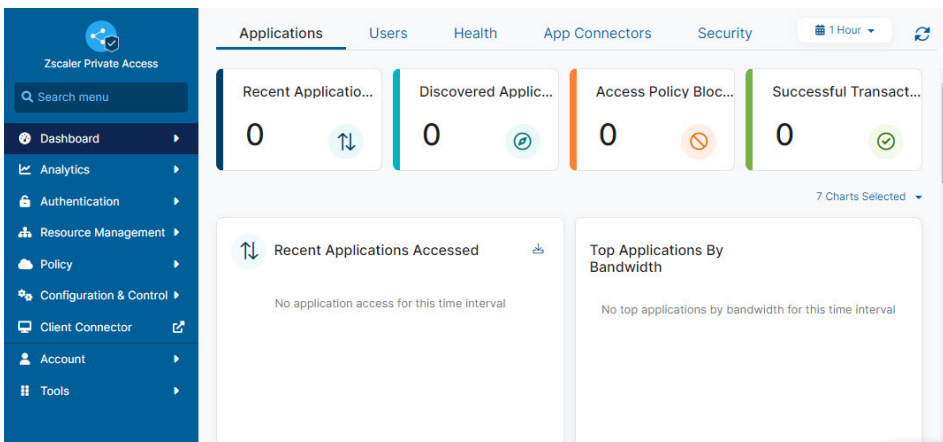 Zscaler Private Access
Search menu
Dashboard
Analytics
Authentication
Resource Management
Policy
Configuration & Control
Client Connector
Account
Tools
Applications Users Health App Connectors Security 1 Hour
Recent Applicatio... Discovered Applic... Access Policy Bloc... Successful Transact...
0 0 0 0
7 Charts Selected
Recent Applications Accessed
No application access for this time interval
Top Applications By
Bandwidth
No top applications by bandwidth for this time interval